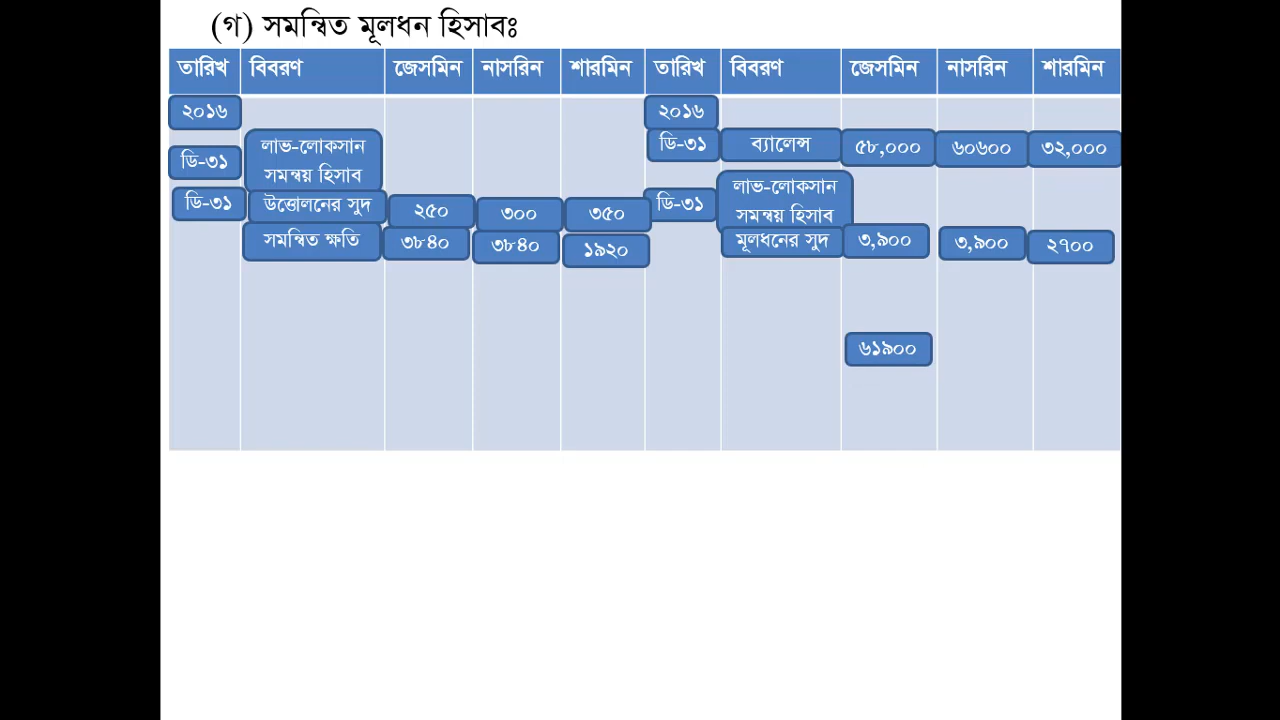 (গ) সমন্বিত মূলধন হিসাবঃ
তারিখ বিবরণ জেসমিন নাসরিন শারমিন তারিখ বিবরণ জেসমিন নাসরিন শারমিন
২০১৬ ২০১৬
ডি-৩১ লাভ-লোকসান সমন্বয় হিসাব ডি-৩১ ব্যালেন্স ৫৮,০০০ ৬০৬০০ ৩২,০০০
ডি-৩১ উত্তোলনের সুদ ২৫০ ৩০০ ৩৫০ ডি-৩১ লাভ-লোকসান সমন্বয় হিসাব
সমন্বিত ক্ষতি ৩৮৪০ ৩৮৪০ ১৯২০ মূলধনের সুদ ৩,৯০০ ৩,৯০০ ২৭০০
৬১৯০০